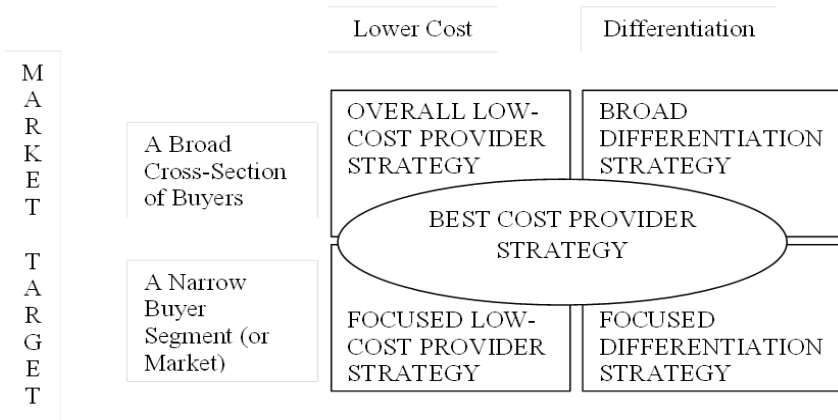 Lower Cost
Differentiation
M
A
R
K
E
T
T
A
R
G
E
T
A Broad
Cross-Section
of Buyers
OVERALL LOW-
COST PROVIDER
STRATEGY
BROAD
DIFFERENTIATION
STRATEGY
BEST COST PROVIDER
STRATEGY
A Narrow
Buyer
Segment (or
Market)
FOCUSED LOW-
COST PROVIDER
STRATEGY
FOCUSED
DIFFERENTIATION
STRATEGY